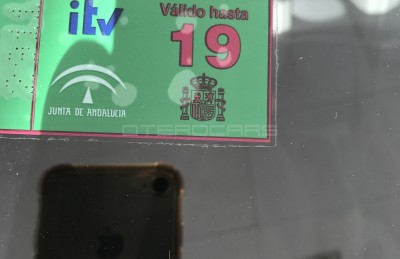 itv
Válido hasta
19
JUNTA DE ANDALUCIA
OTEROCARS